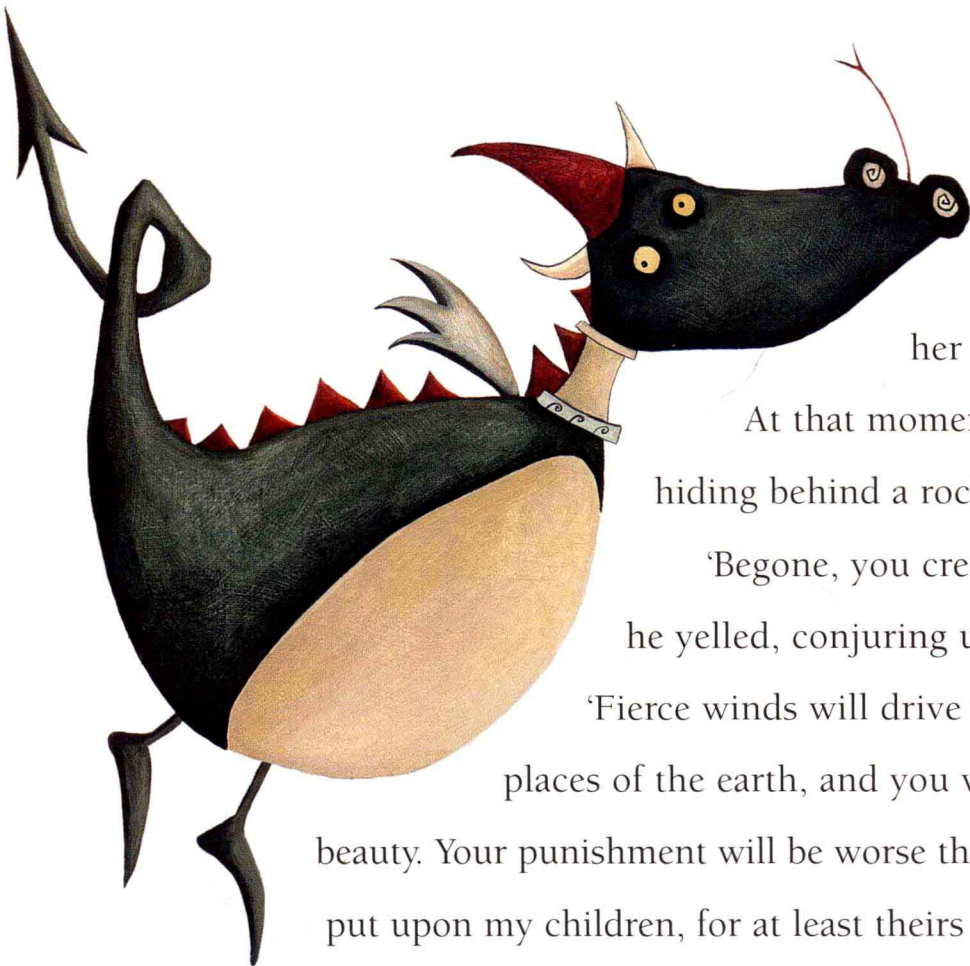 her
At that momen
hiding behind a roc
‘Begone, you cre
he yelled, conjuring u
‘Fierce winds will drive
places of the earth, and you w
beauty. Your punishment will be worse th
put upon my children, for at least theirs